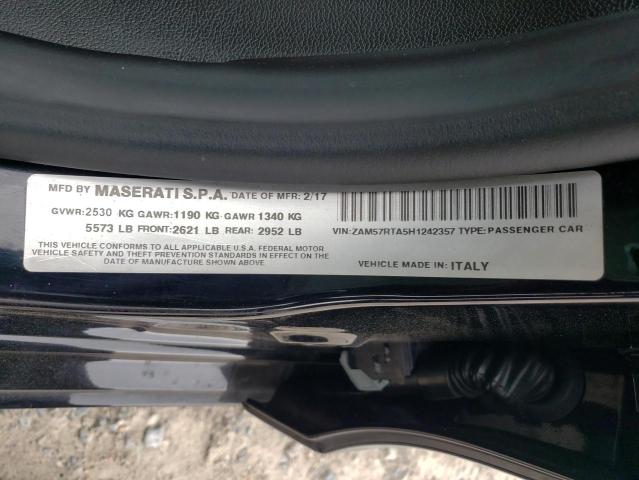 MFD BY MASERATI S.P.A. DATE OF MFR: 2/17
GVWR:2530 KG GAWR:1190 KG GAWR 1340 KG
5573 LB FRONT:2621 LB REAR: 2952 LB
THIS VEHICLE CONFORMS TO ALL APPLICABLE U.S. FEDERAL MOTOR
VEHICLE SAFETY AND THEFT PREVENTION STANDARDS IN EFFECT ON THE
DATE OF MANUFACTURE SHOWN ABOVE
VIN:ZAM57RTA5H1242357 TYPE:PASSENGER CAR
VEHICLE MADE IN: ITALY